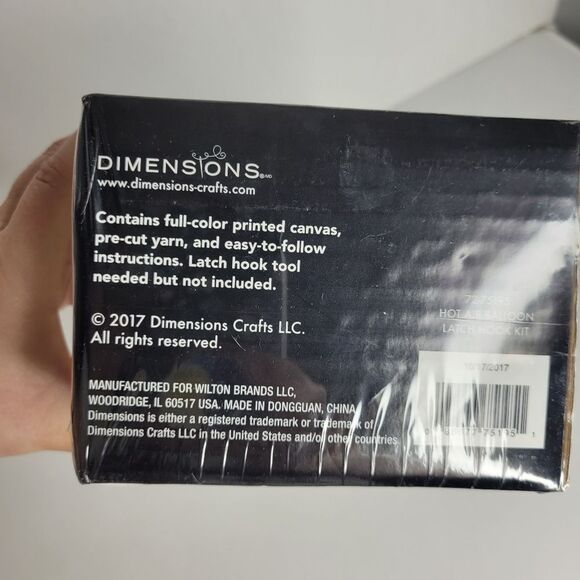 DIMENSIONS
www.dimensions-crafts.com
Contains full-color printed canvas,
pre-cut yarn, and easy-to-follow
instructions. Latch hook tool
needed but not included.
© 2017 Dimensions Crafts LLC.
All rights reserved.
MANUFACTURED FOR WILTON BRANDS LLC,
WOODRIDGE, IL 60517 USA. MADE IN DONGGUAN, CHINA
Dimensions is either a registered trademark or trademark of
Dimensions Crafts LLC in the United States and/or other countries.
HOT AIR BALLOON
LATCH HOOK KIT
10/17/2017